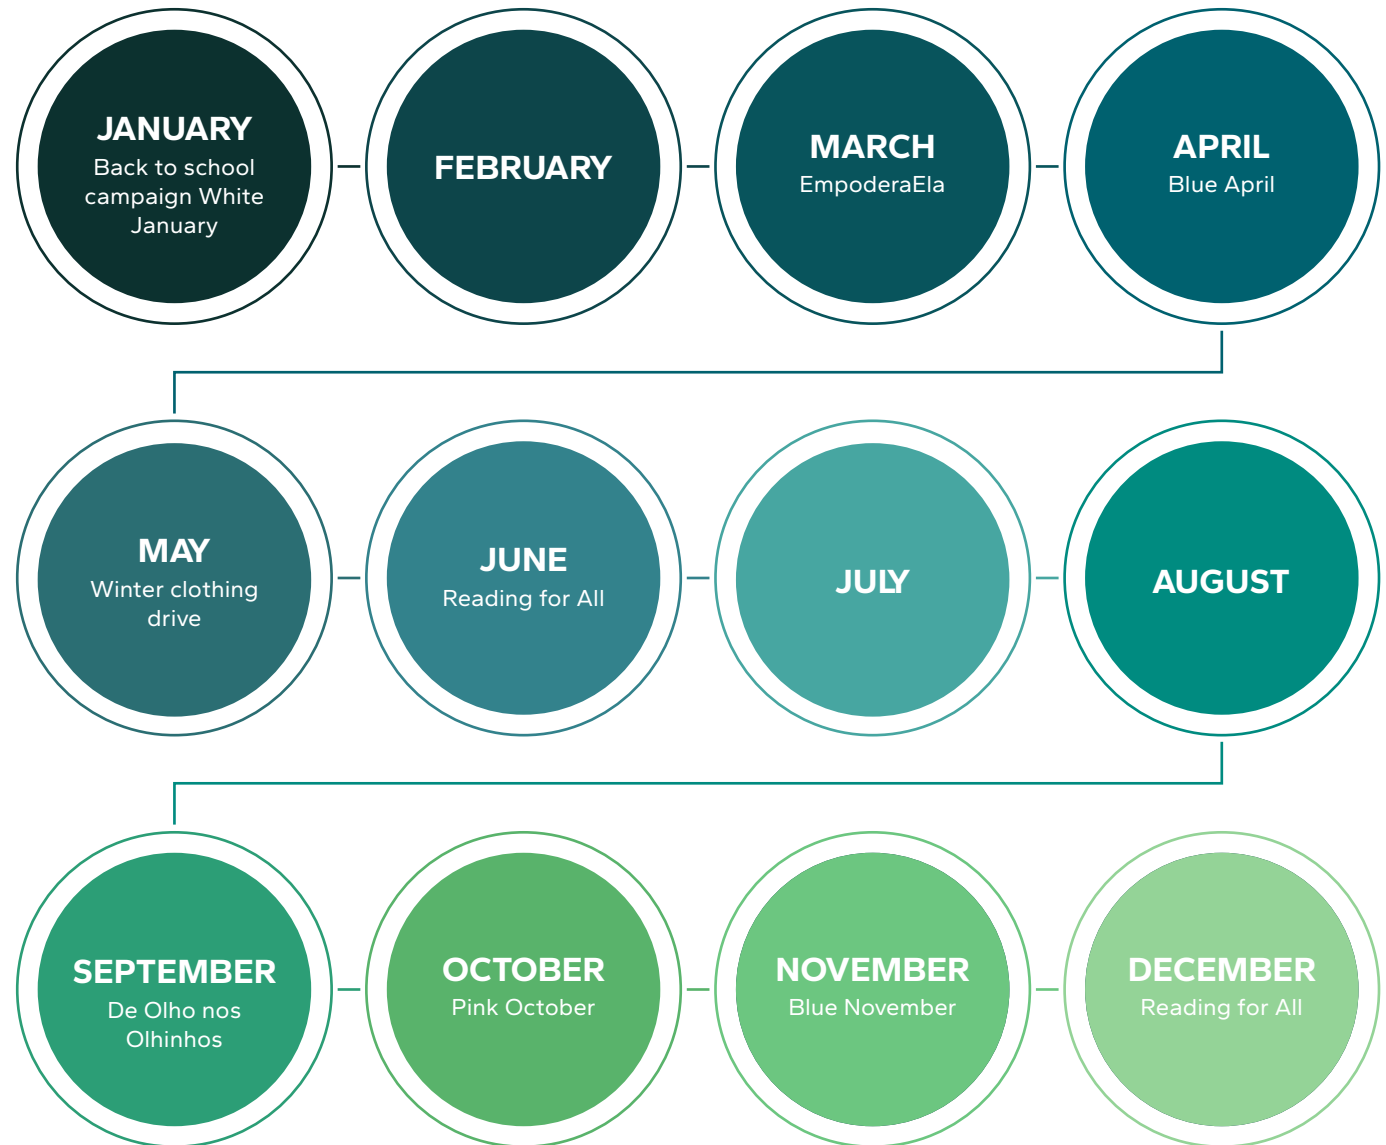 JANUARY
Back to school
campaign White
January
FEBRUARY
MARCH
EmpoderaEla
APRIL
Blue April
MAY
Winter clothing
drive
JUNE
Reading for All
JULY
AUGUST
SEPTEMBER
De Olho nos
Olhinhos
OCTOBER
Pink October
NOVEMBER
Blue November
DECEMBER
Reading for All